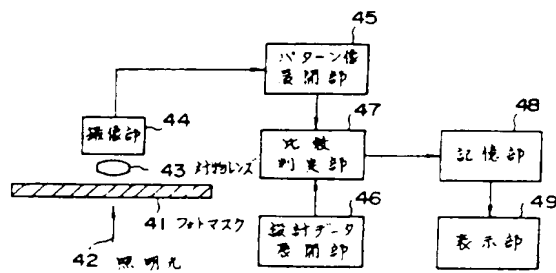 45
パターン像
展開部
44
撮像部
47
比較
判定部
48
記憶部
43 対物レンズ
41 フォトマスク
42 照明光
46
設計データ
展開部
49
表示部